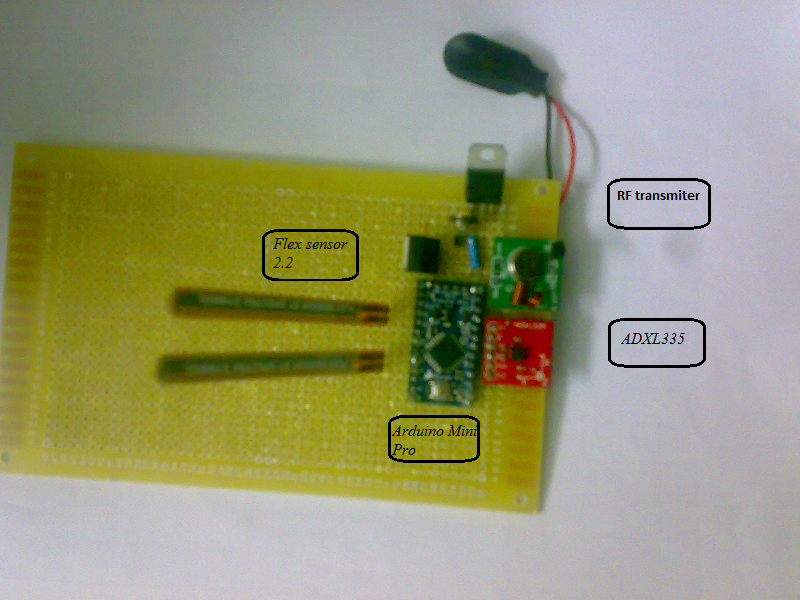 RF transmiter
Flex sensor
2.2
ADXL335
Arduino Mini
Pro